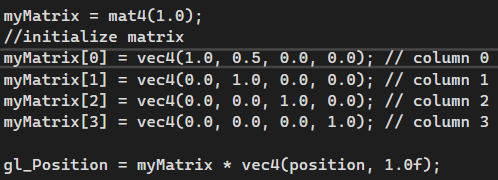 myMatrix = mat4(1.0);
//initialize matrix
myMatrix[0] = vec4(1.0, 0.5, 0.0, 0.0); // column 0
myMatrix[1] = vec4(0.0, 1.0, 0.0, 0.0); // column 1
myMatrix[2] = vec4(0.0, 0.0, 1.0, 0.0); // column 2
myMatrix[3] = vec4(0.0, 0.0, 0.0, 1.0); // column 3
gl_Position = myMatrix * vec4(position, 1.0f);